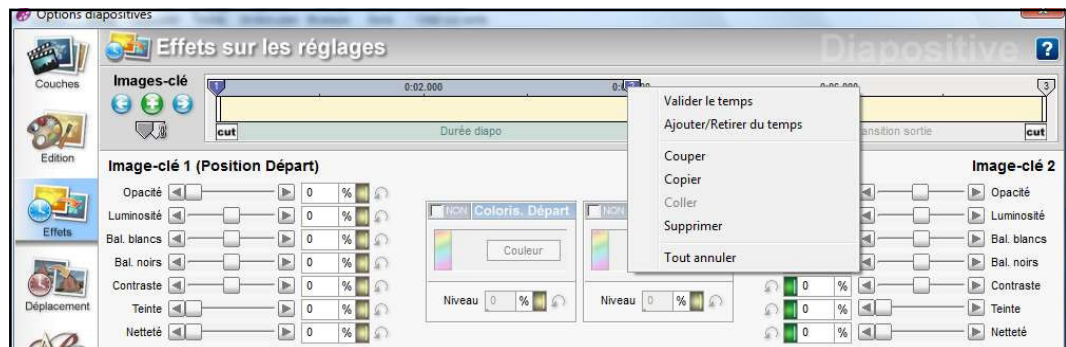 Options diapositives
Effets sur les réglages
Diapositive ?
Couches
Images-clé
1 0:02.000 3
cut Durée diapo cut
Edition
Valider le temps
Ajouter/Retirer du temps
Couper
Copier
Coller
Supprimer
Tout annuler
Image-clé 1 (Position Départ)
Image-clé 2
Opacité 0 %
Luminosité 0 %
Bal. blancs 0 %
Bal. noirs 0 %
Contraste 0 %
Teinte 0 %
Netteté 0 %
NON Coloris. Départ
Couleur
Niveau 0 %
NON
Niveau 0 %
Opacité
Luminosité
Bal. blancs
Bal. noirs
0 % Contraste
0 % Teinte
0 % Netteté
Effets
Déplacement